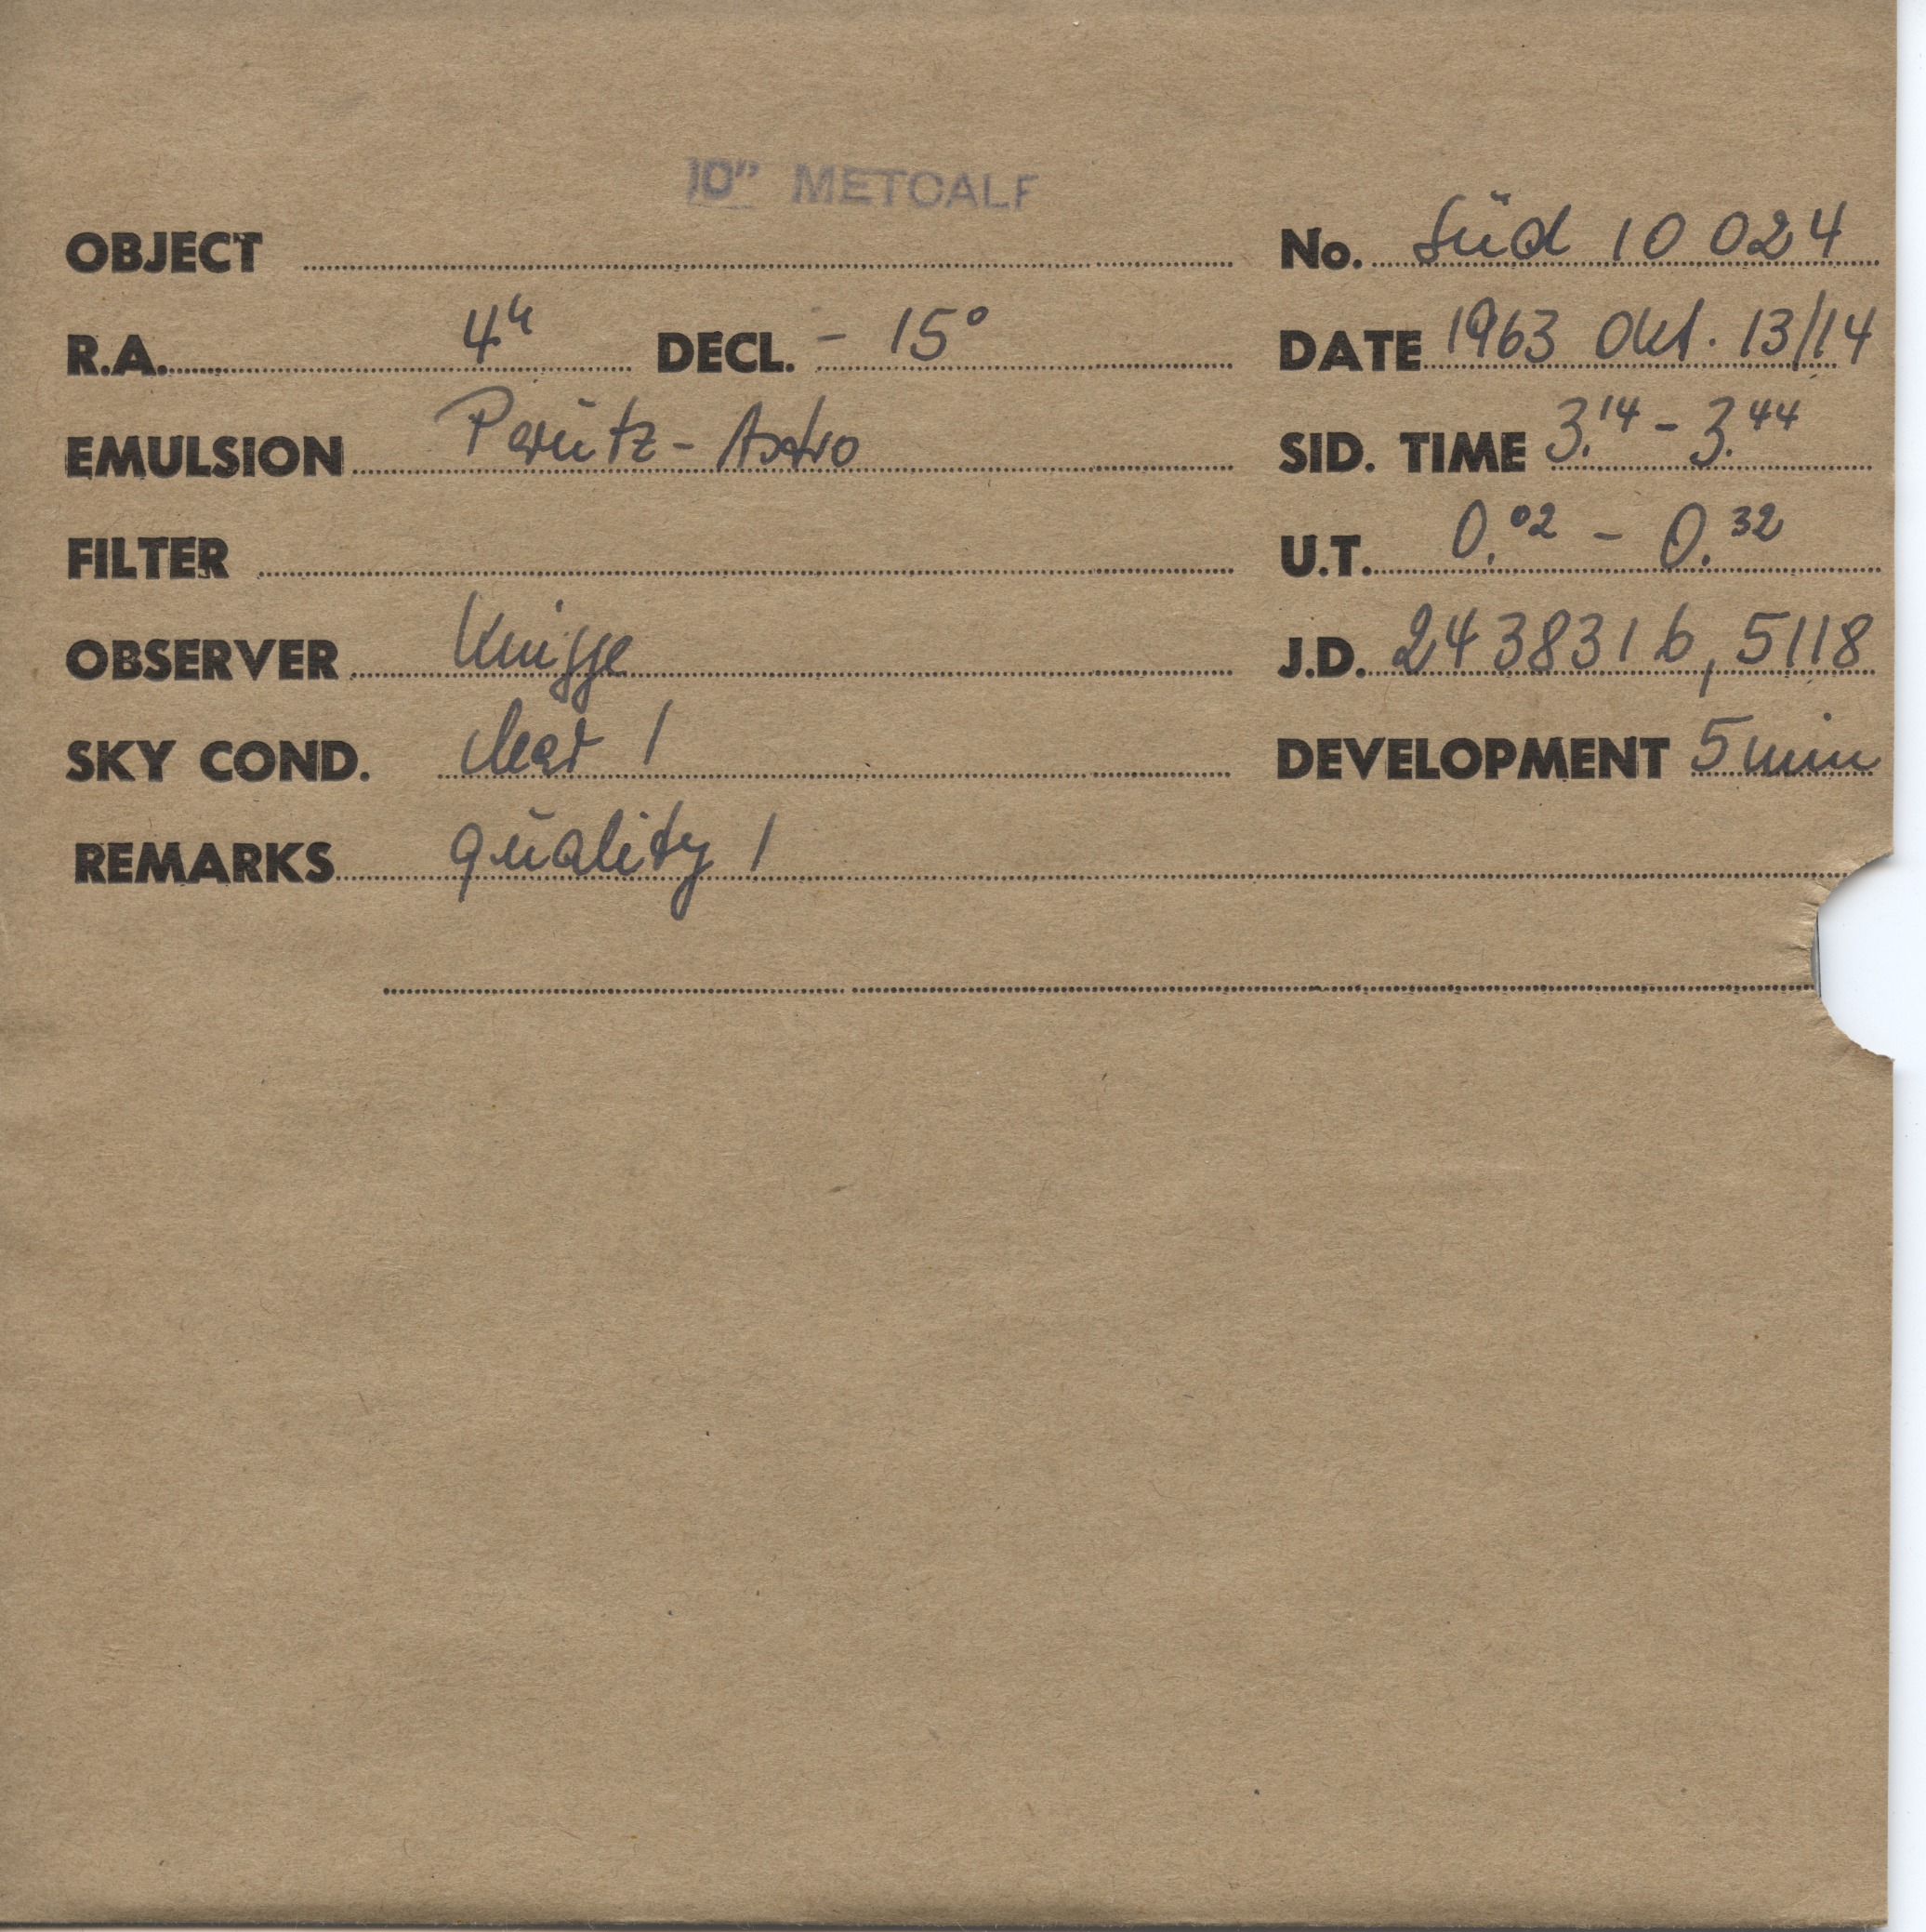 10" METCALF
OBJECT No. Süd 10 024
R.A. 4h DECL. - 15° DATE 1963 Okt. 13/14
EMULSION Perutz - Astro SID. TIME 3.14 - 3.44
FILTER U.T. 0.02 - 0.32
OBSERVER Knigge J.D. 2438316,5118
SKY COND. clear 1 DEVELOPMENT 5 min
REMARKS quality 1